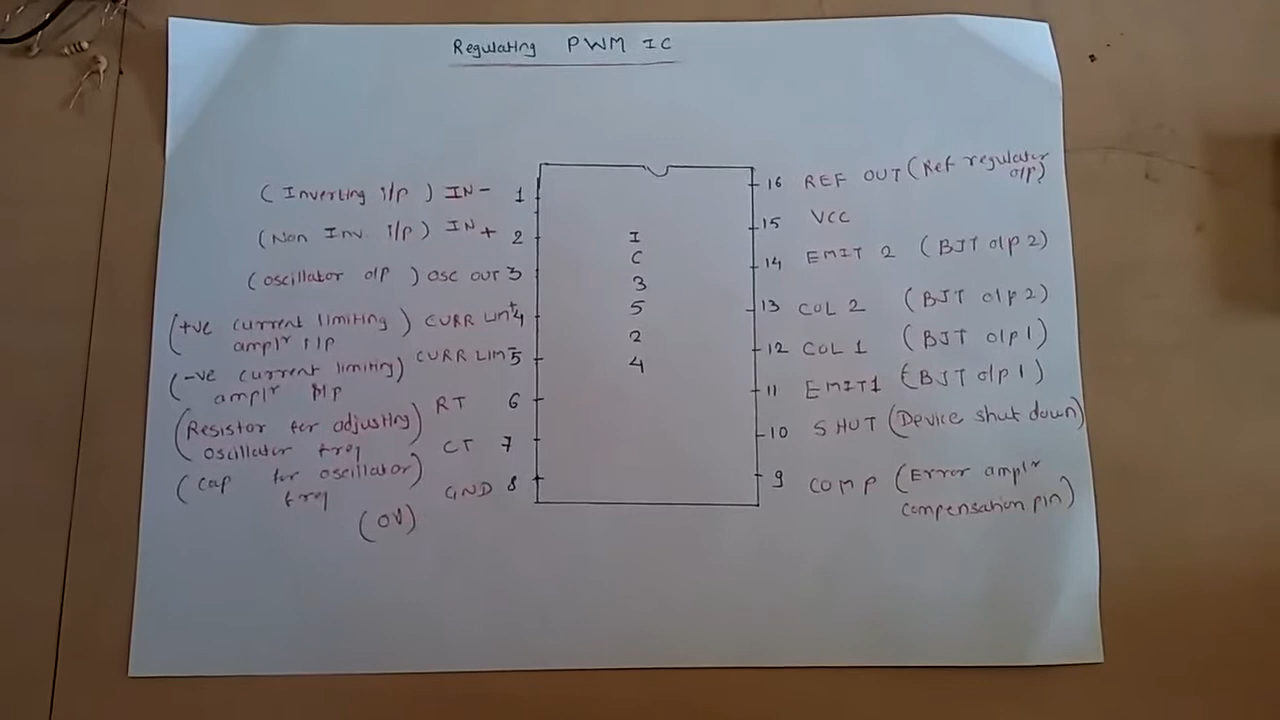 Regulating PWM IC
(Inverting i/p) IN- 1
(Non Inv. i/p) IN+ 2
(oscillator o/p) OSC OUT 3
(+ve current limiting amplr i/p) CURR LIM+ 4
(-ve current limiting amplr i/p) CURR LIM- 5
(Resistor for adjusting oscillator freq) RT 6
(Cap for oscillator freq) CT 7
GND 8
(0V)
I
C
3
5
2
4
16 REF OUT (Ref regulator o/p)
15 VCC
14 EMIT 2 (BJT o/p 2)
13 COL 2 (BJT o/p 2)
12 COL 1 (BJT o/p 1)
11 EMIT1 (BJT o/p 1)
10 SHUT (Device shut down)
9 COMP (Error amplr
compensation pin)